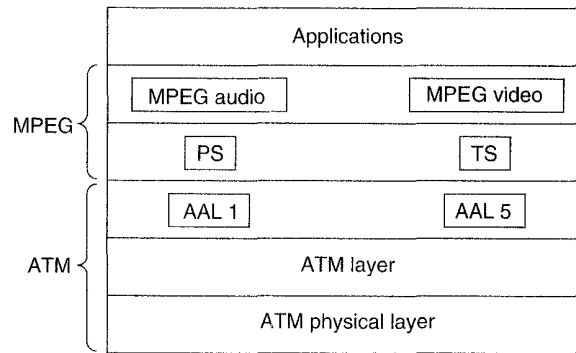 Applications
MPEG audio MPEG video
MPEG
PS TS
AAL 1 AAL 5
ATM
ATM layer
ATM physical layer